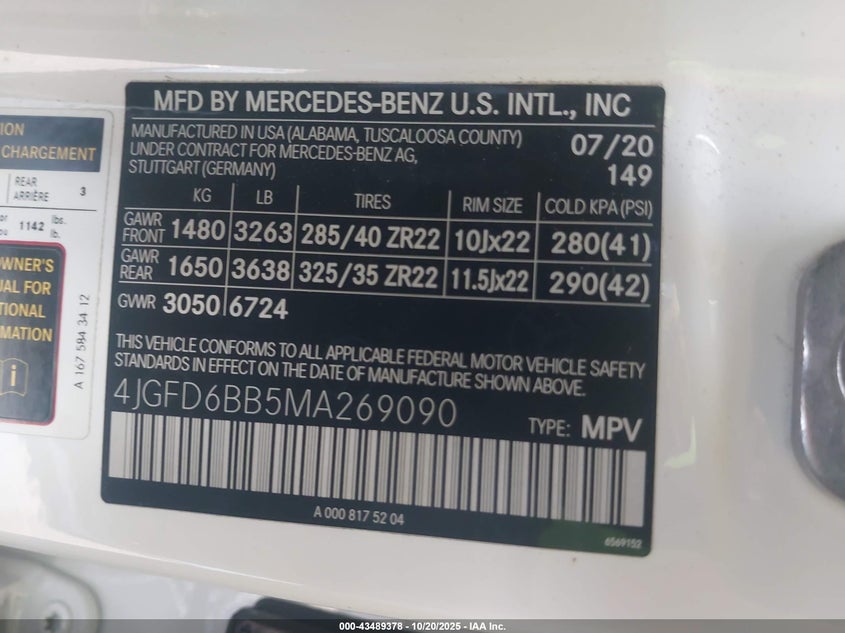 MFD BY MERCEDES-BENZ U.S. INTL., INC
MANUFACTURED IN USA (ALABAMA, TUSCALOOSA COUNTY)
UNDER CONTRACT FOR MERCEDES-BENZ AG,
STUTTGART (GERMANY)
07/20
149
KG LB TIRES RIM SIZE COLD KPA(PSI)
GAWR FRONT 1480 3263 285/40 ZR22 10Jx22 280(41)
GAWR REAR 1650 3638 325/35 ZR22 11.5Jx22 290(42)
GVWR 3050 6724
THIS VEHICLE CONFORMS TO ALL APPLICABLE FEDERAL MOTOR VEHICLE SAFETY
STANDARDS IN EFFECT ON THE DATE OF MANUFACTURE SHOWN ABOVE.
4JGFD6BB5MA269090
TYPE: MPV
A 000 817 52 04
6569152
CHARGEMENT
REAR
ARRIÈRE
3
1142 lbs.
lb.
FOR
A 167 584 34 12
000-43489378 - 10/20/2025 - IAA Inc.